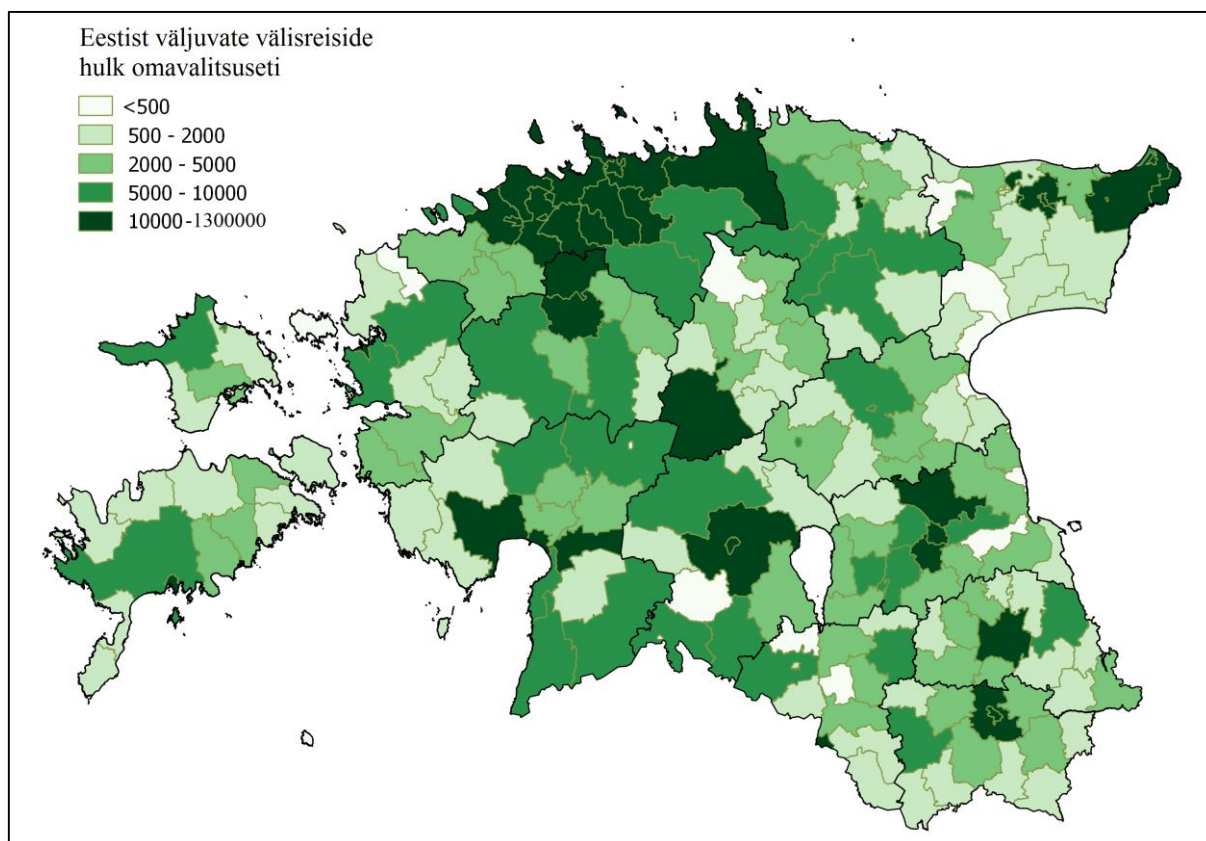 Eestist väljuvate välisreiside
hulk omavalitsuseti
<500
500 - 2000
2000 - 5000
5000 - 10000
10000-1300000